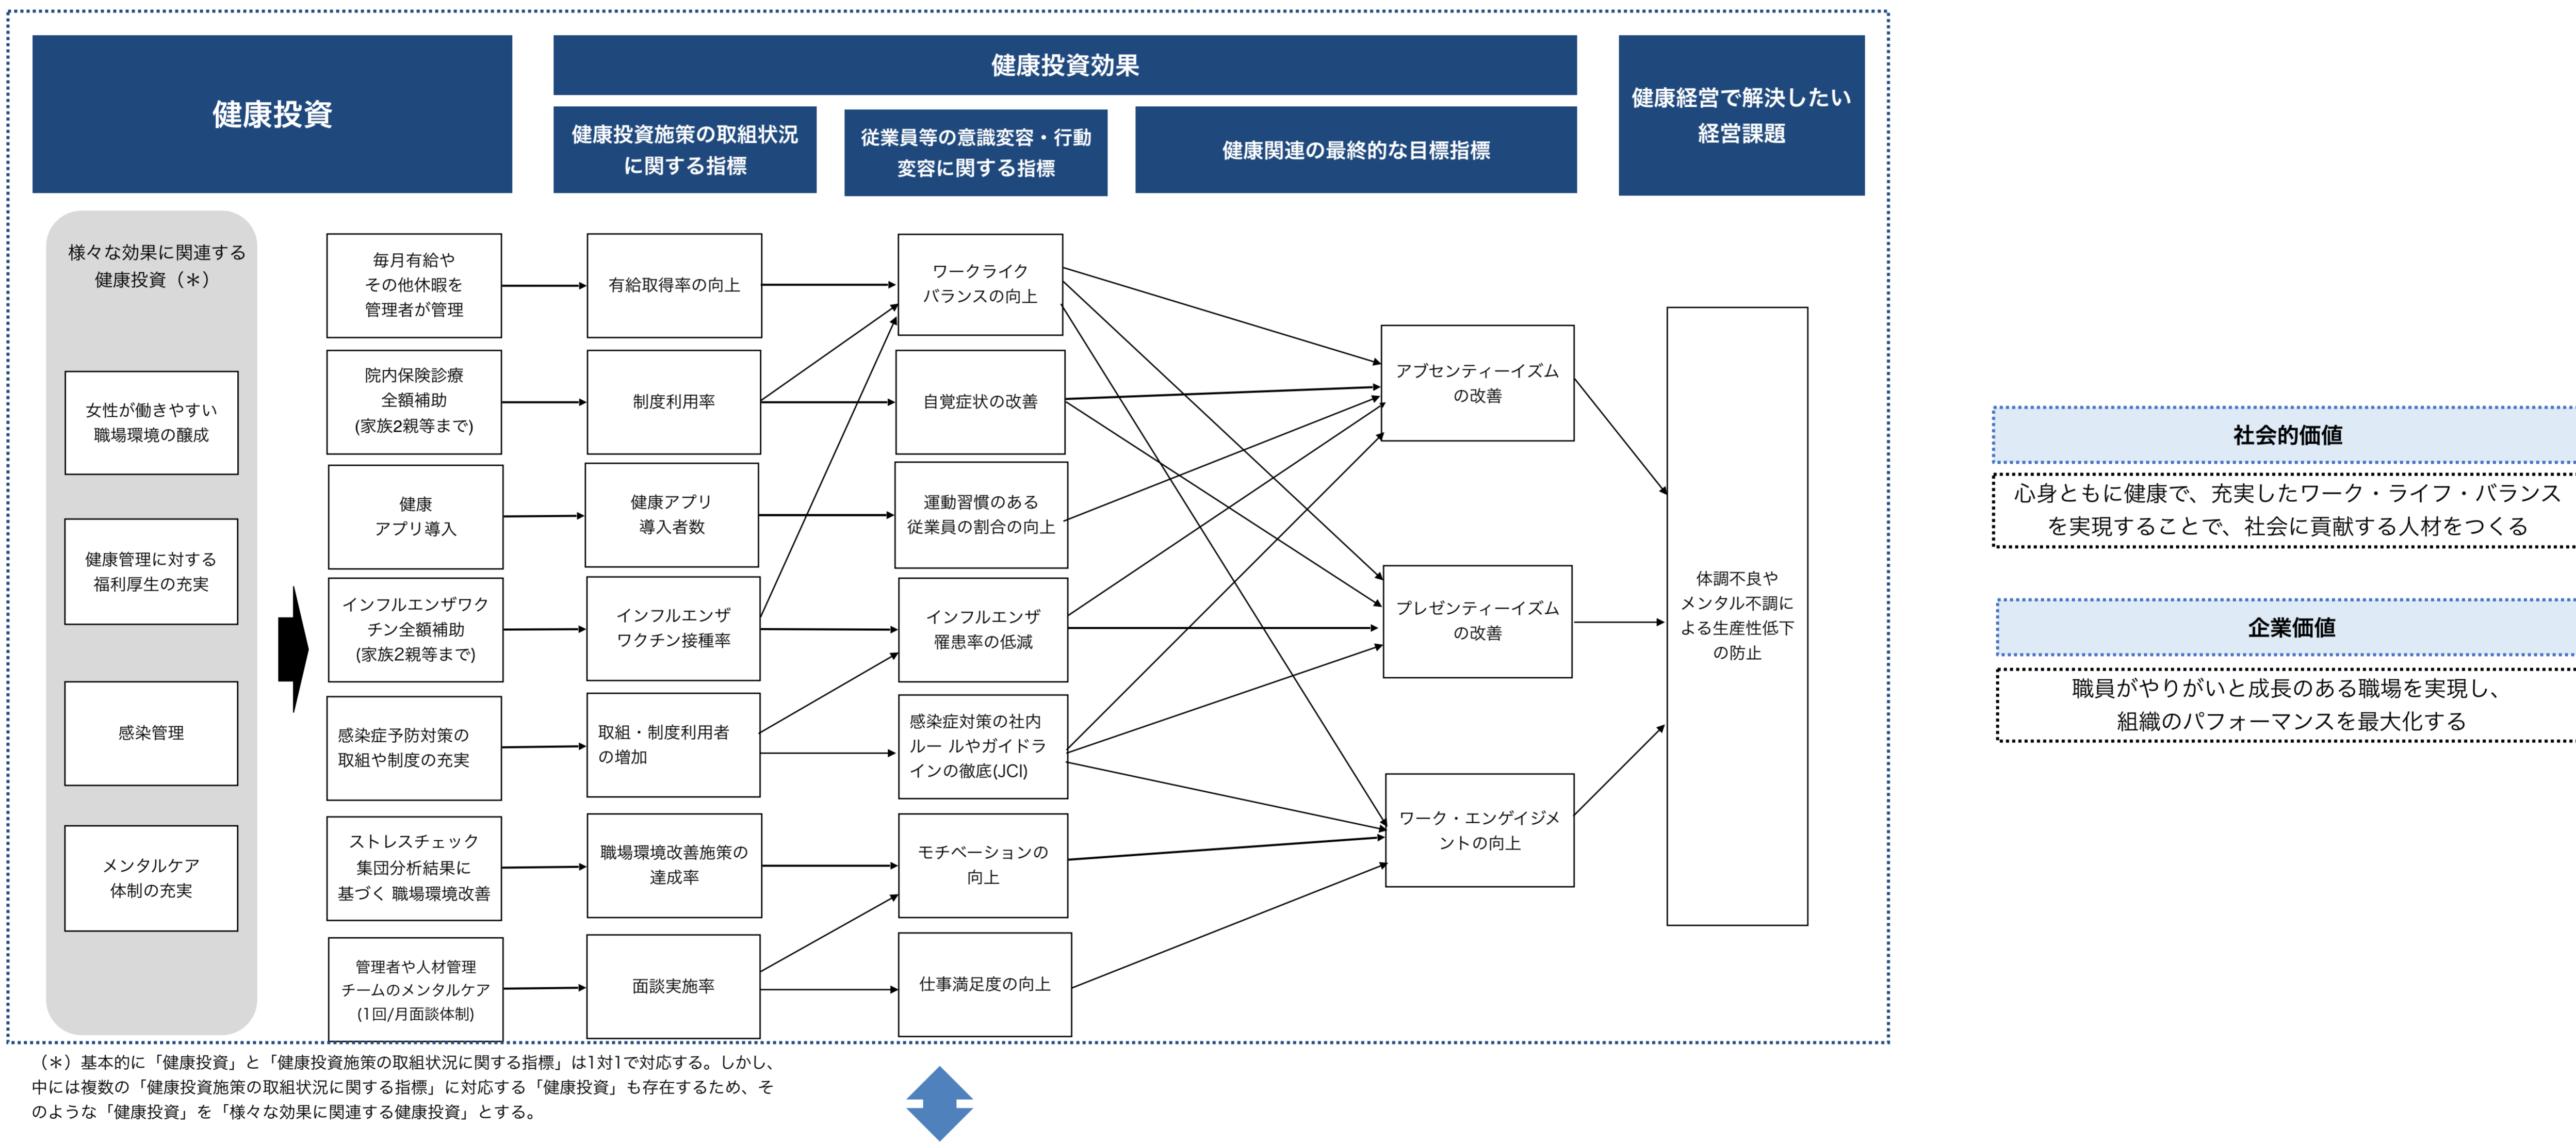 健康投資
健康投資効果
健康経営で解決したい
経営課題
健康投資施策の取組状況
に関する指標
従業員等の意識変容・行動
変容に関する指標
健康関連の最終的な目標指標
様々な効果に関連する
健康投資（＊）
女性が働きやすい
職場環境の醸成
健康管理に対する
福利厚生の充実
感染管理
メンタルケア
体制の充実
毎月有給や
その他休暇を
管理者が管理
院内保険診療
全額補助
(家族2親等まで)
健康
アプリ導入
インフルエンザワク
チン全額補助
(家族2親等まで)
感染症予防対策の
取組や制度の充実
ストレスチェック
集団分析結果に
基づく 職場環境改善
管理者や人材管理
チームのメンタルケア
(1回/月面談体制)
有給取得率の向上
制度利用率
健康アプリ
導入者数
インフルエンザ
ワクチン接種率
取組・制度利用者
の増加
職場環境改善施策の
達成率
面談実施率
ワークライク
バランスの向上
自覚症状の改善
運動習慣のある
従業員の割合の向上
インフルエンザ
罹患率の低減
感染症対策の社内
ルー ルやガイドラ
インの徹底(JCI)
モチベーションの
向上
仕事満足度の向上
アブセンティーイズム
の改善
プレゼンティーイズム
の改善
ワーク・エンゲイジメ
ントの向上
体調不良や
メンタル不調に
よる生産性低下
の防止
社会的価値
心身ともに健康で、充実したワーク・ライフ・バランス
を実現することで、社会に貢献する人材をつくる
企業価値
職員がやりがいと成長のある職場を実現し、
組織のパフォーマンスを最大化する
（＊）基本的に「健康投資」と「健康投資施策の取組状況に関する指標」は1対1で対応する。しかし、
中には複数の「健康投資施策の取組状況に関する指標」に対応する「健康投資」も存在するため、そ
のような「健康投資」を「様々な効果に関連する健康投資」とする。